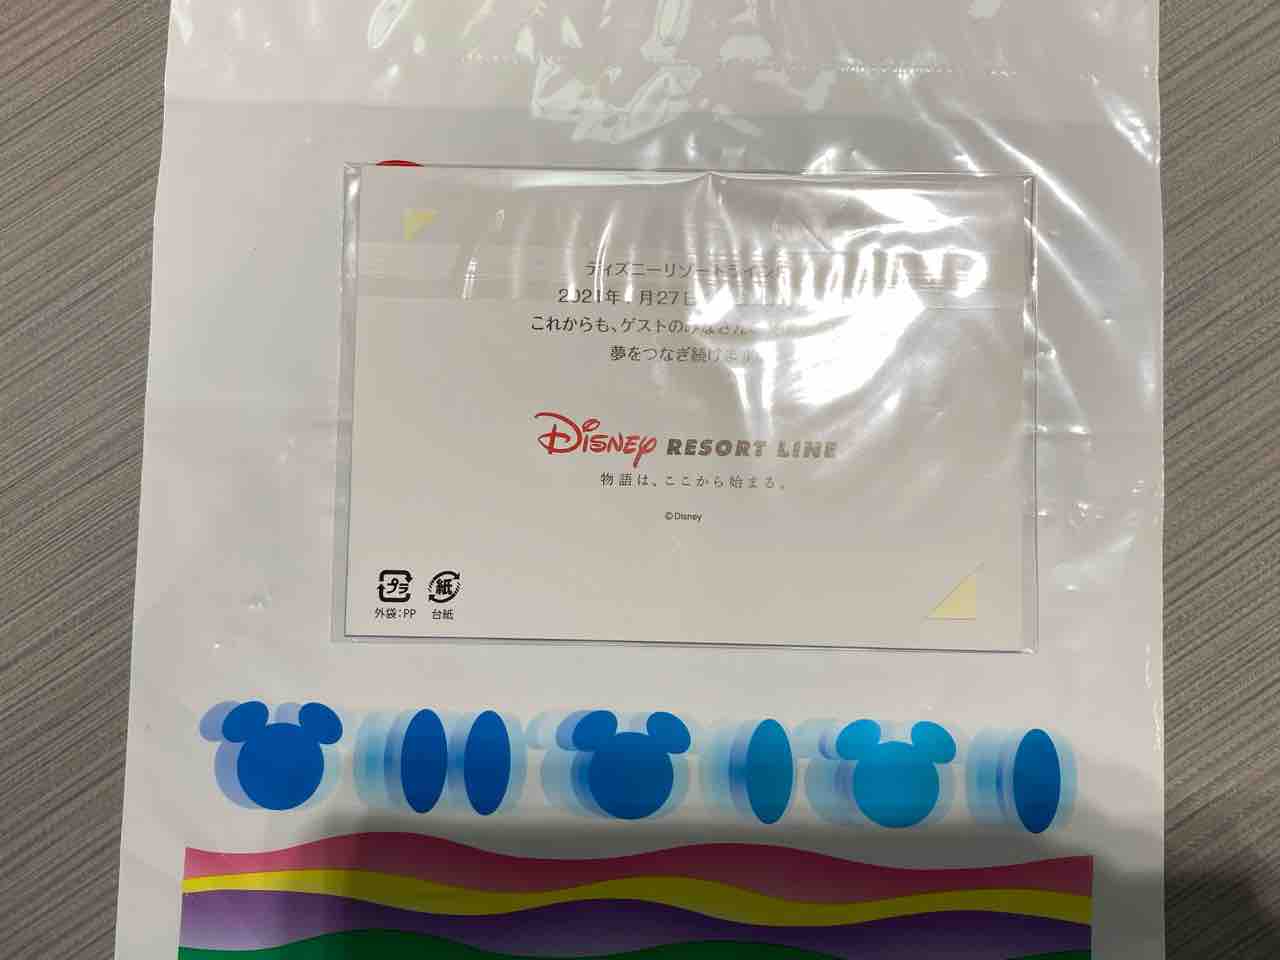 ディズニーリゾートライン
2021年 月27日
これからも、ゲストのみなさん
夢をつなぎ続けます
Disney RESORT LINE
物語は、ここから始まる。
©Disney
プラ 紙
外袋：PP 台紙